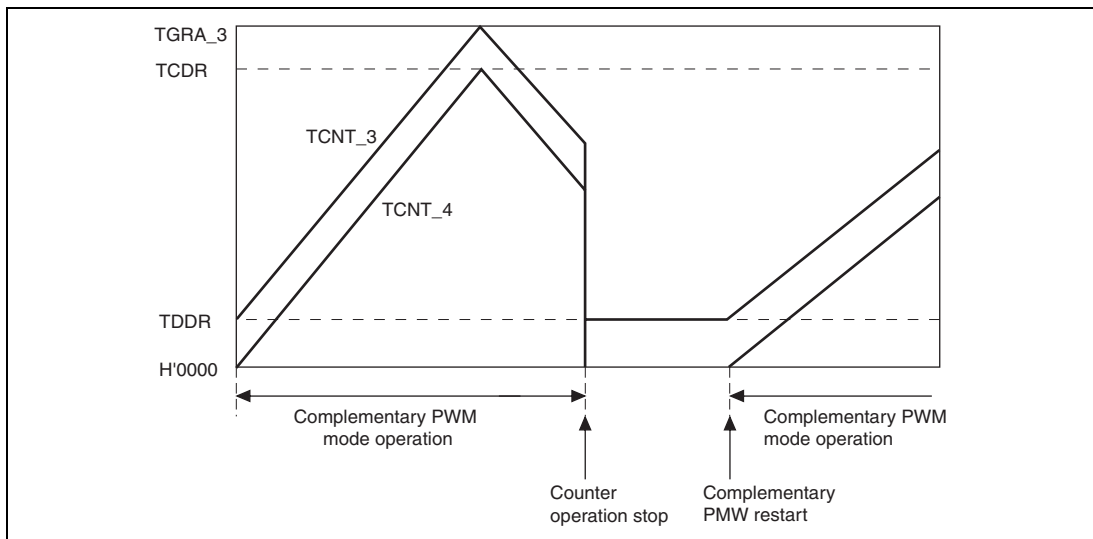 TGRA_3
TCDR
TCNT_3
TCNT_4
TDDR
H'0000
Complementary PWM
mode operation
Complementary PWM
mode operation
Counter
operation stop
Complementary
PMW restart